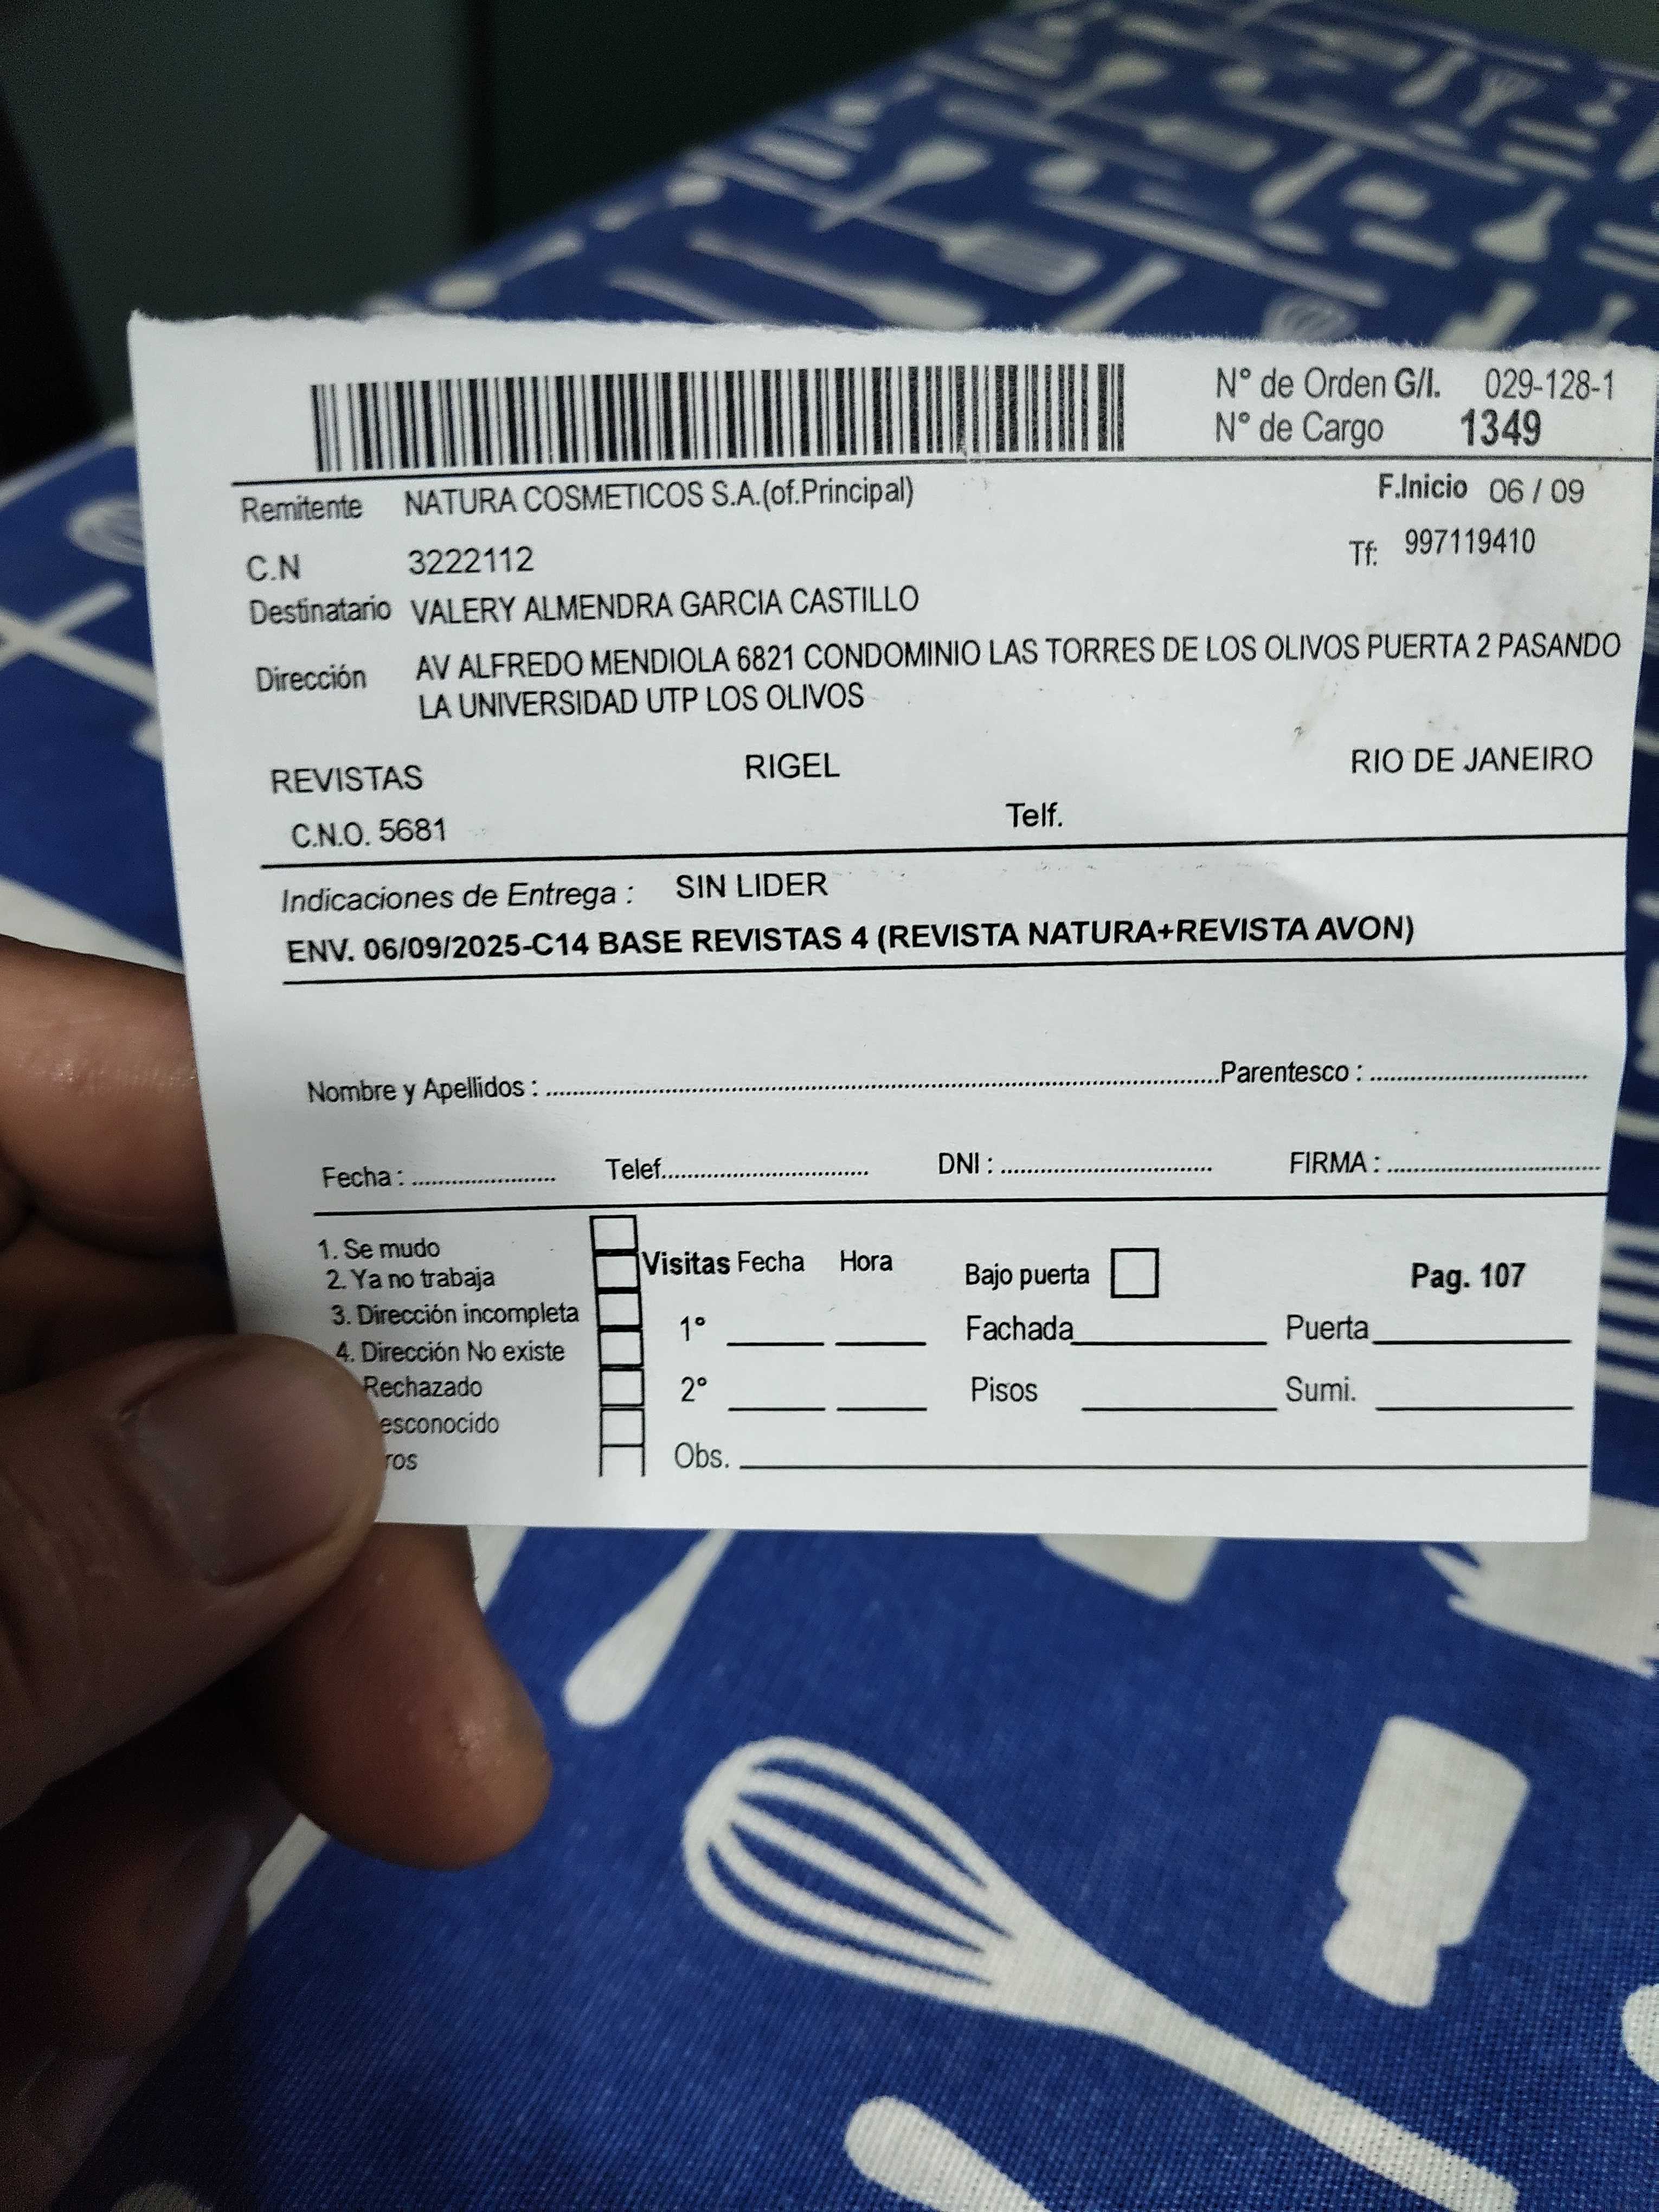 N° de Orden G/I. 029-128-1
N° de Cargo 1349
Remitente NATURA COSMETICOS S.A.(of.Principal) F.Inicio 06 / 09
C.N 3222112 Tf: 997119410
Destinatario VALERY ALMENDRA GARCIA CASTILLO
Dirección AV ALFREDO MENDIOLA 6821 CONDOMINIO LAS TORRES DE LOS OLIVOS PUERTA 2 PASANDO
LA UNIVERSIDAD UTP LOS OLIVOS
REVISTAS RIGEL RIO DE JANEIRO
C.N.O. 5681 Telf.
Indicaciones de Entrega : SIN LIDER
ENV. 06/09/2025-C14 BASE REVISTAS 4 (REVISTA NATURA+REVISTA AVON)
Nombre y Apellidos : Parentesco :
Fecha : Telef. DNI : FIRMA :
1. Se mudo
2. Ya no trabaja
3. Dirección incompleta
4. Dirección No existe
Rechazado
esconocido
ros
Visitas Fecha Hora
1°
2°
Obs.
Bajo puerta Pag. 107
Fachada Puerta
Pisos Sumi.